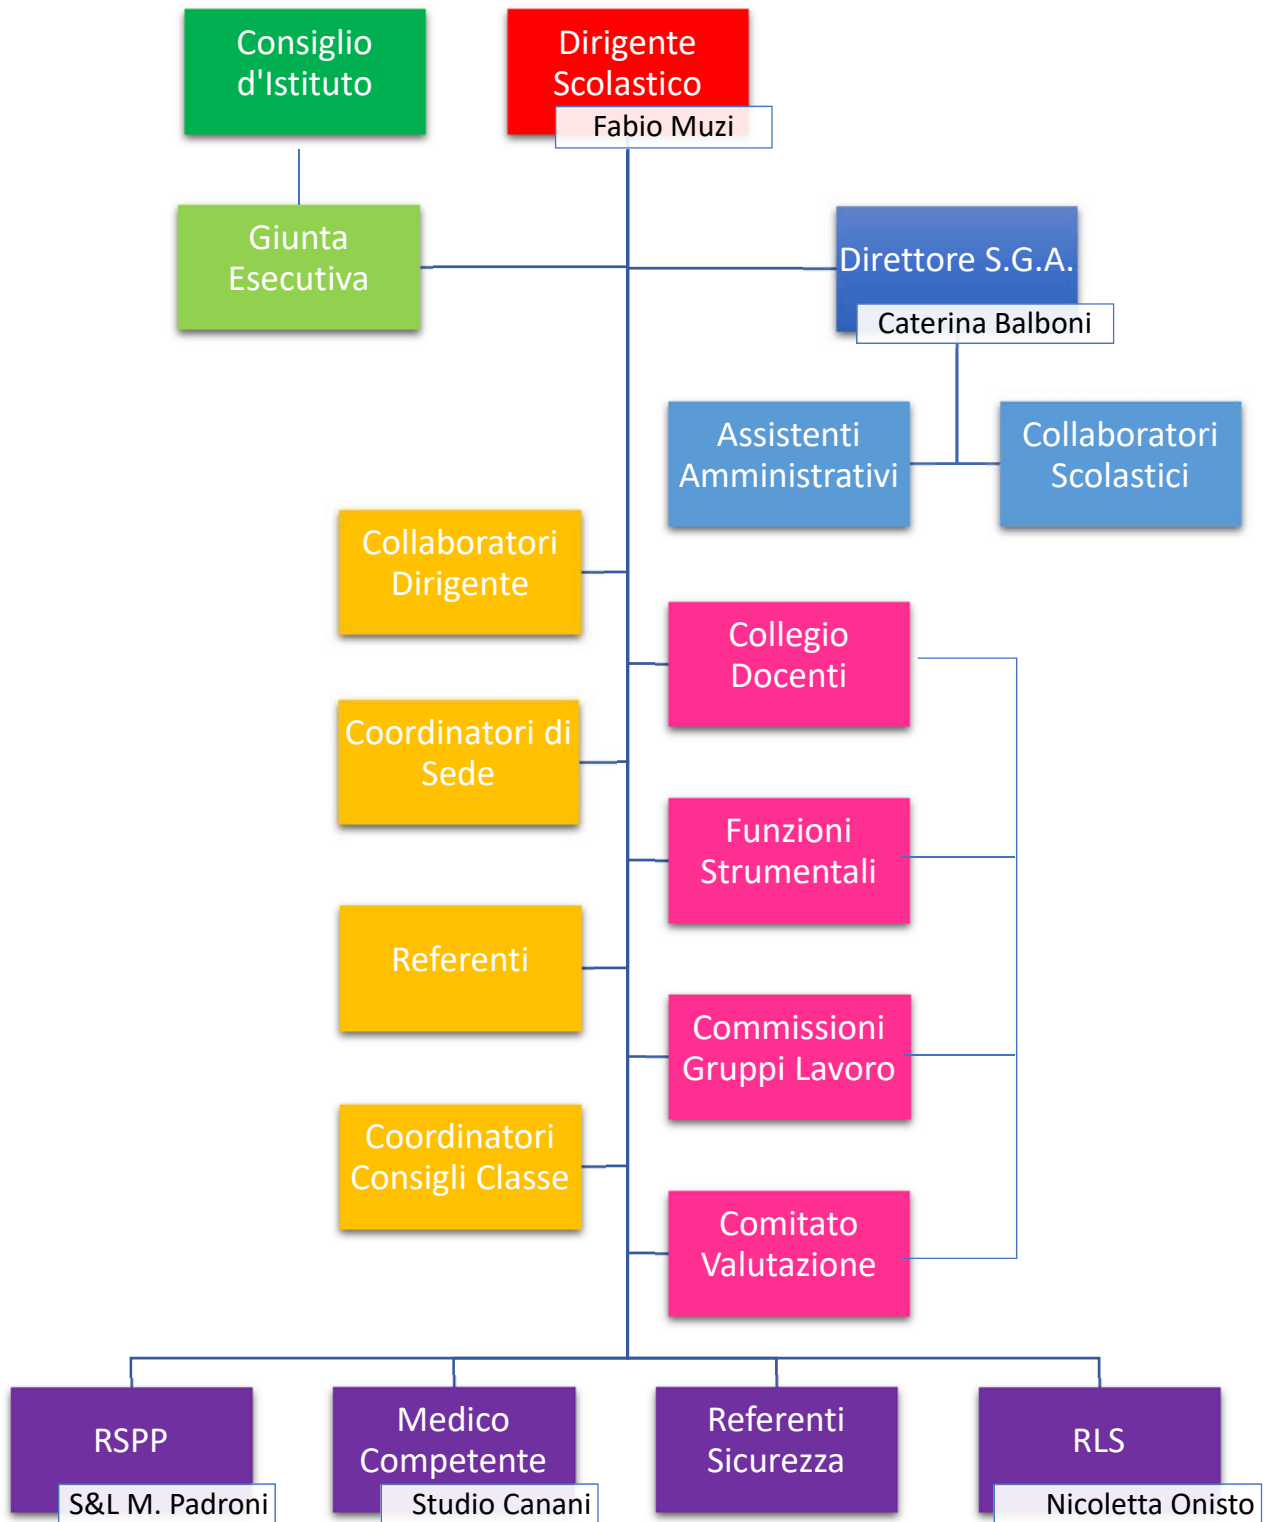 Consiglio
d'Istituto
Dirigente
Scolastico
Fabio Muzi
Giunta
Esecutiva
Direttore S.G.A.
Caterina Balboni
Assistenti
Amministrativi
Collaboratori
Scolastici
Collaboratori
Dirigente
Collegio
Docenti
Coordinatori di
Sede
Funzioni
Strumentali
Referenti
Commissioni
Gruppi Lavoro
Coordinatori
Consigli Classe
Comitato
Valutazione
RSPP
S&L M. Padroni
Medico
Competente
Studio Canani
Referenti
Sicurezza
RLS
Nicoletta Onisto